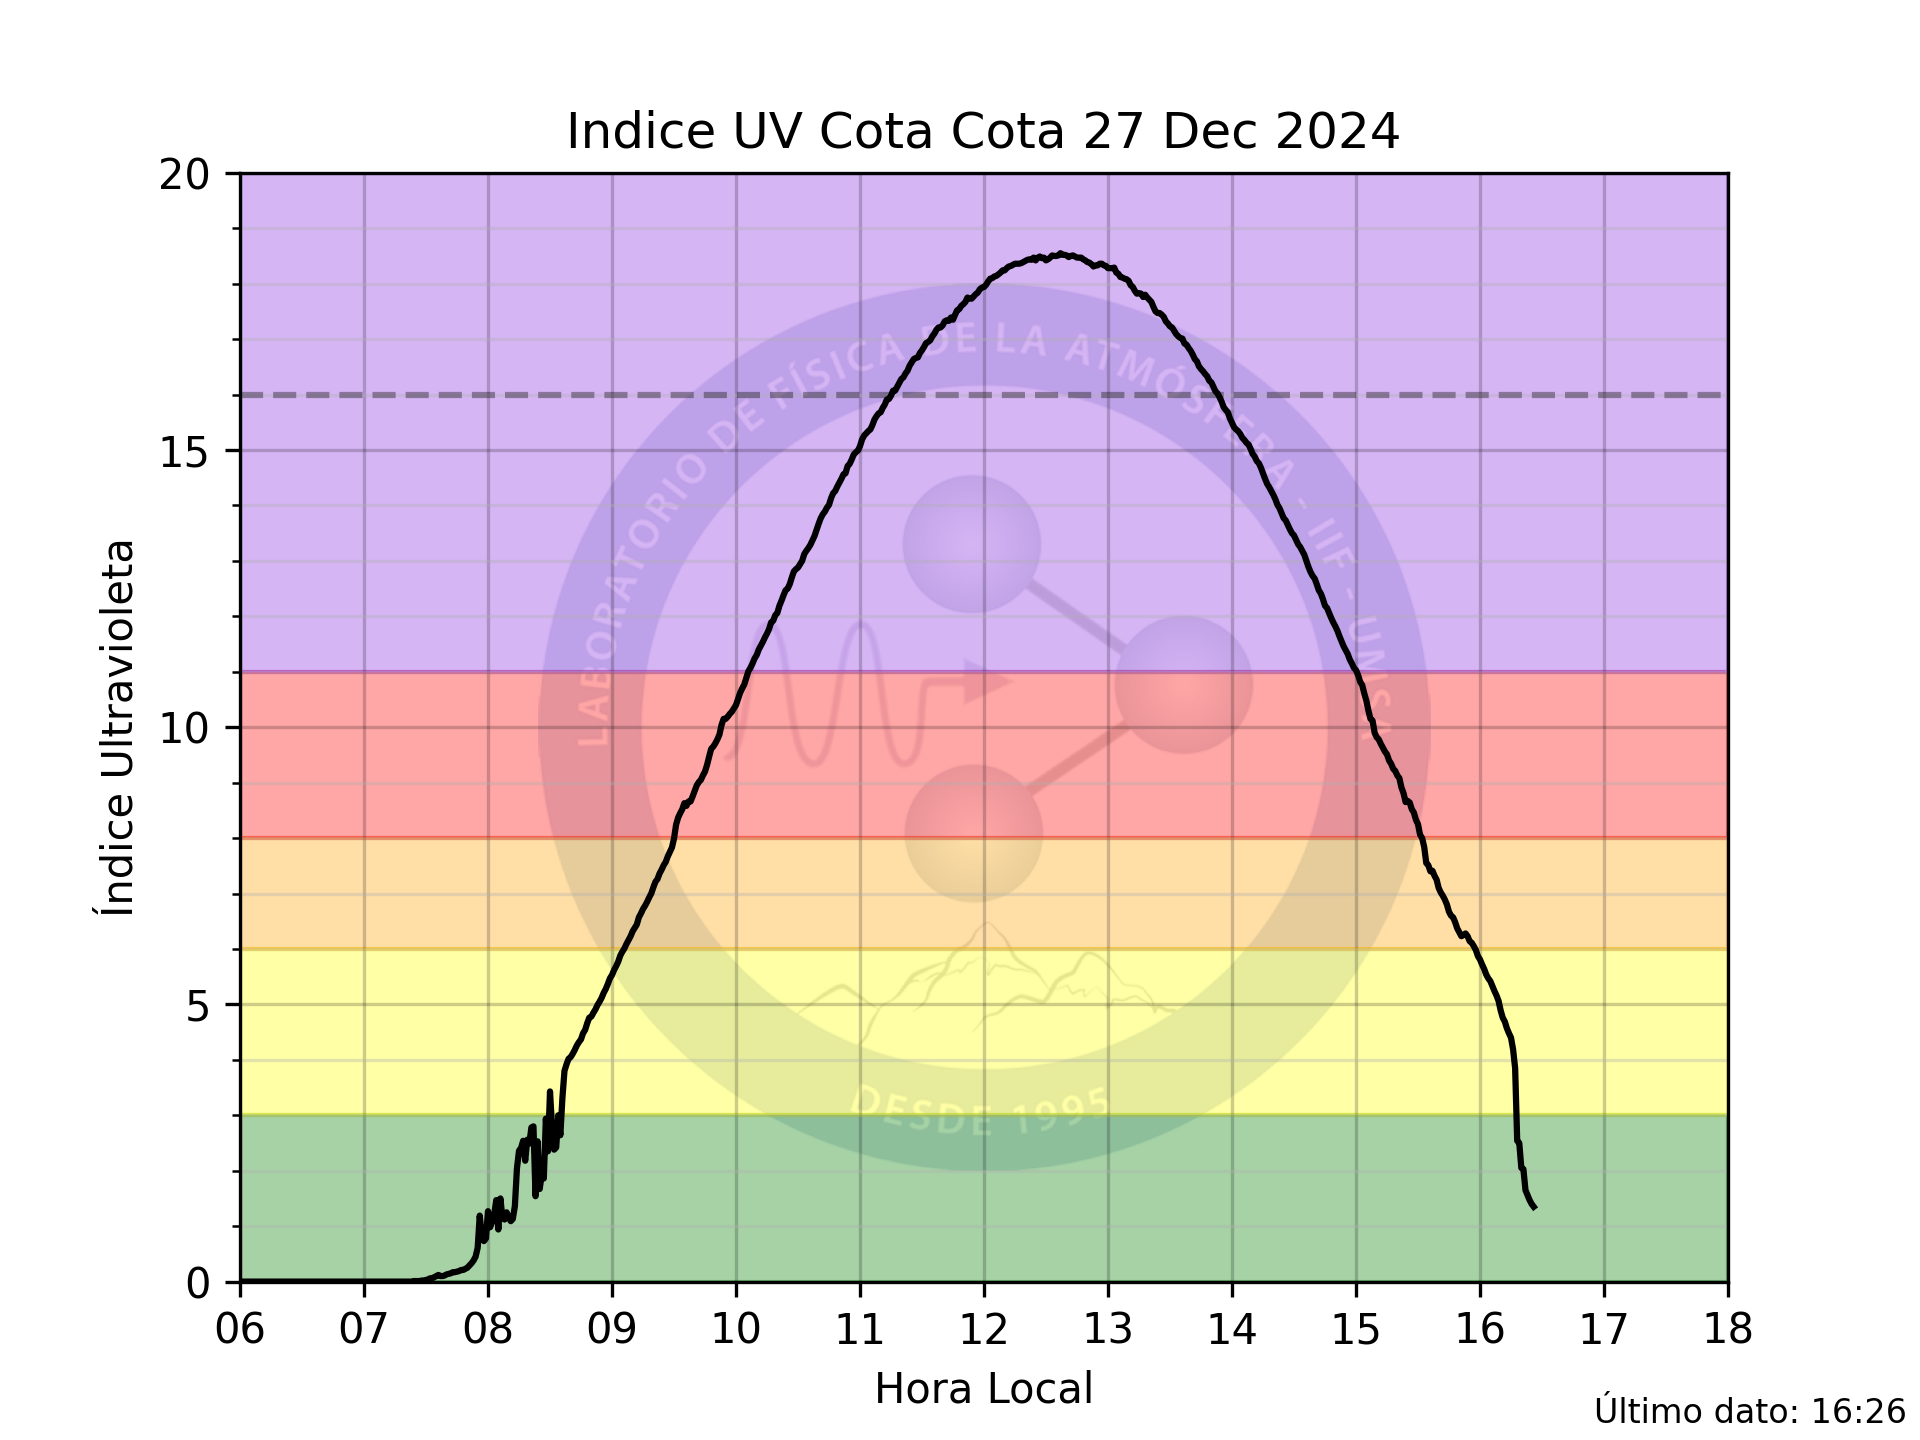 Indice UV Cota Cota 27 Dec 2024
20
15
10
5
0
Índice Ultravioleta
LABORATORIO DE FÍSICA DE LA ATMÓSFERA - IIF - UMSA
DESDE 1995
06 07 08 09 10 11 12 13 14 15 16 17 18
Hora Local
Último dato: 16:26